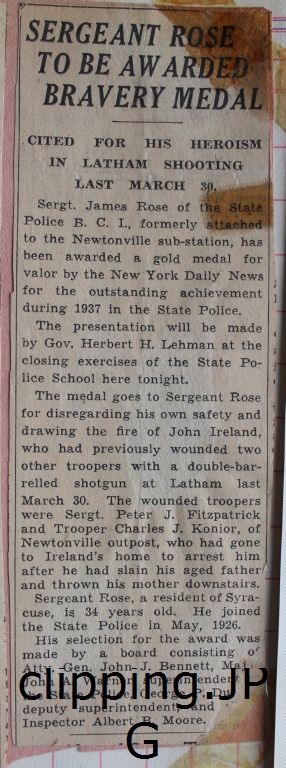 SERGEANT ROSE
TO BE AWARDED
BRAVERY MEDAL
CITED FOR HIS HEROISM
IN LATHAM SHOOTING
LAST MARCH 30.
Sergt. James Rose of the State
Police B. C. I., formerly attached
to the Newtonville sub-station, has
been awarded a gold medal for
valor by the New York Daily News
for the outstanding achievement
during 1937 in the State Police.
The presentation will be made
by Gov. Herbert H. Lehman at the
closing exercises of the State Po-
lice School here tonight.
The medal goes to Sergeant Rose
for disregarding his own safety and
drawing the fire of John Ireland,
who had previously wounded two
other troopers with a double-bar-
relled shotgun at Latham last
March 30. The wounded troopers
were Sergt. Peter J. Fitzpatrick
and Trooper Charles J. Konior, of
Newtonville outpost, who had gone
to Ireland's home to arrest him
after he had slain his aged father
and thrown his mother downstairs.
Sergeant Rose, a resident of Syra-
cuse, is 34 years old. He joined
the State Police in May, 1926.
His selection for the award was
made by a board consisting of
Atty.-Gen. John J. Bennett, Maj.
John A. superintendent
State George P.
deputy superintendent, and
Inspector Albert B. Moore.
clipping.JP
G